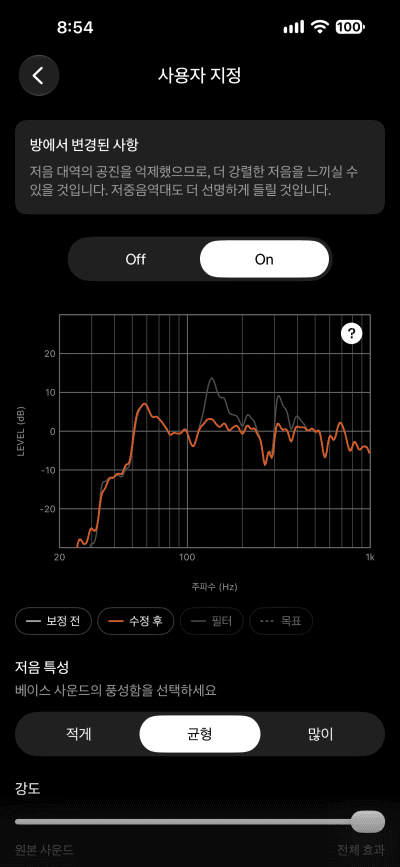 8:54
100
사용자 지정
방에서 변경된 사항
저음 대역의 공진을 억제했으므로, 더 강렬한 저음을 느끼실 수
있을 것입니다. 저중음역대도 더 선명하게 들릴 것입니다.
Off
On
?
20
10
0
-10
-20
LEVEL (dB)
20
100
1k
주파수 (Hz)
보정 전
수정 후
필터
목표
저음 특성
베이스 사운드의 풍성함을 선택하세요
적게
균형
많이
강도
원본 사운드
전체 효과